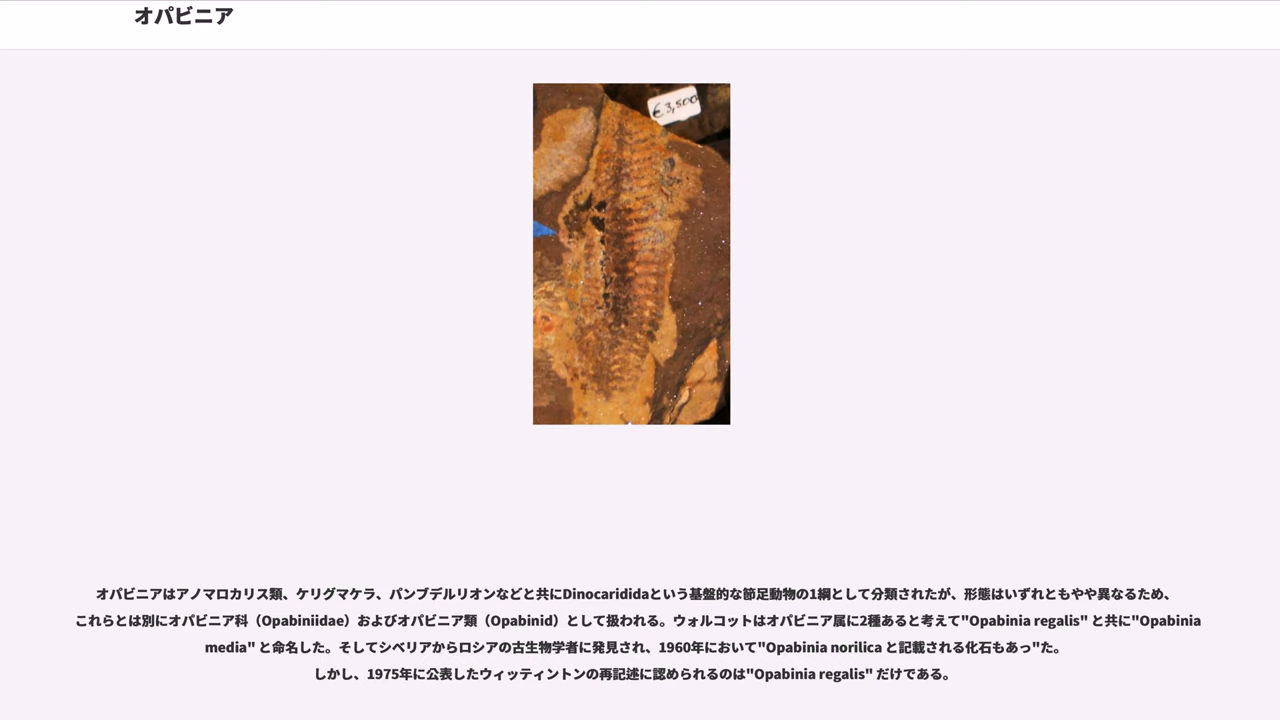 オパビニア
€3,500
オパビニアはアノマロカリス類、ケリグマケラ、パンブデルリオンなどと共にDinocarididaという基盤的な節足動物の1綱として分類されたが、形態はいずれともやや異なるため、
これらとは別にオパビニア科（Opabiniidae）およびオパビニア類（Opabinid）として扱われる。ウォルコットはオパビニア属に2種あると考えて"Opabinia regalis" と共に"Opabinia
media" と命名した。そしてシベリアからロシアの古生物学者に発見され、1960年において"Opabinia norilica と記載される化石もあっ"た。
しかし、1975年に公表したウィッティントンの再記述に認められるのは"Opabinia regalis" だけである。